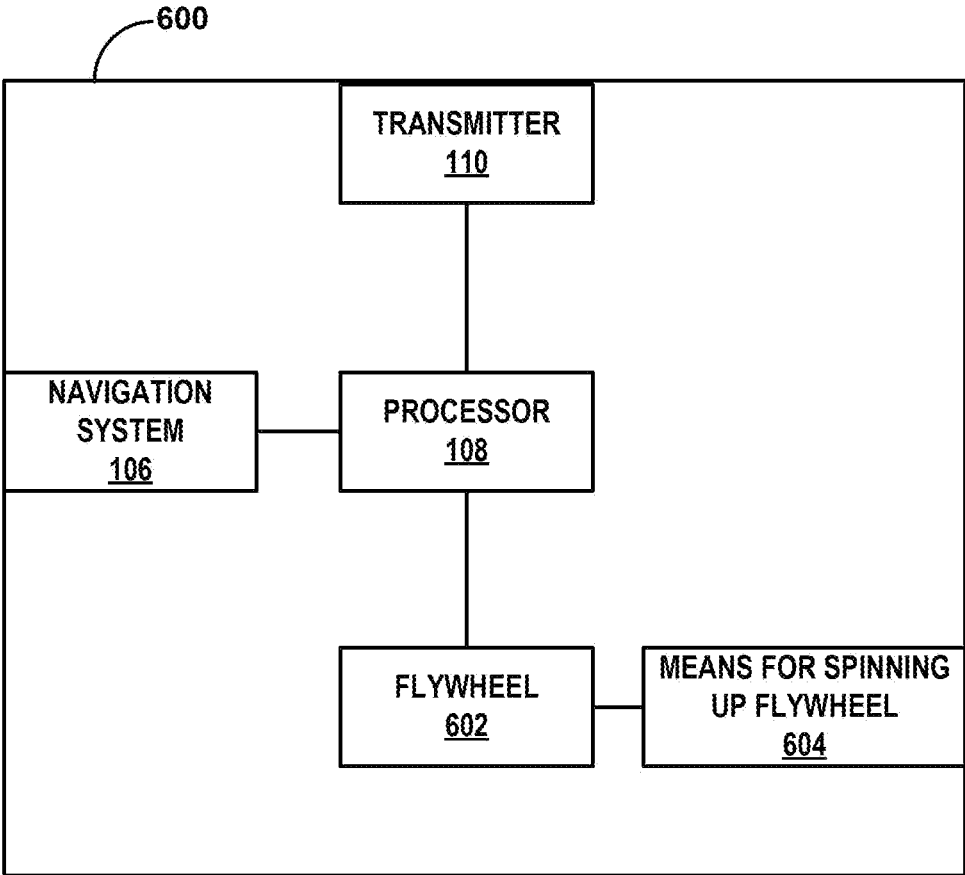 600
TRANSMITTER
110
NAVIGATION
SYSTEM
106
PROCESSOR
108
FLYWHEEL
602
MEANS FOR SPINNING
UP FLYWHEEL
604